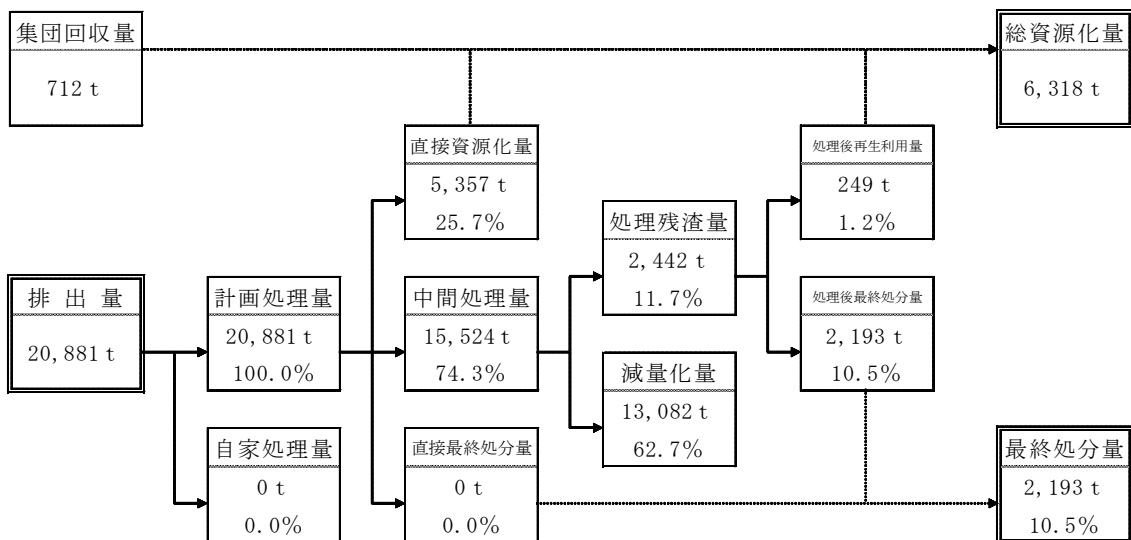 集団回収量
712 t
総資源化量
6,318 t
直接資源化量
5,357 t
25.7%
処理後再生利用量
249 t
1.2%
処理残渣量
2,442 t
11.7%
排出量
20,881 t
計画処理量
20,881 t
100.0%
中間処理量
15,524 t
74.3%
処理後最終処分量
2,193 t
10.5%
減量化量
13,082 t
62.7%
自家処理量
0 t
0.0%
直接最終処分量
0 t
0.0%
最終処分量
2,193 t
10.5%